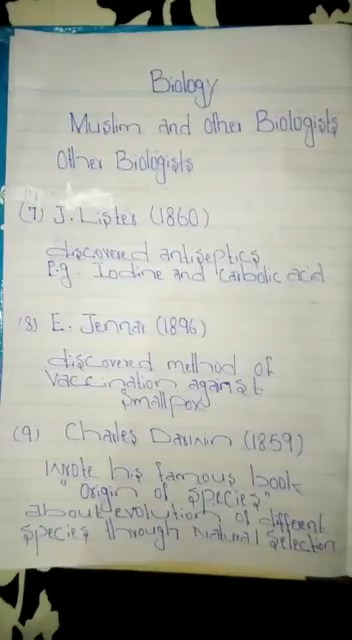 Biology
Muslim and other Biologists
Other Biologists
(7) J. Lister (1860)
discovered antiseptics
e.g. Iodine and Carbolic acid.
(8) E. Jennar (1896)
discovered method of
vaccination against
Smallpox.
(9) Charles Darwin (1859)
Wrote his famous book
"Origin of Species"
about evolution of different
species through Natural Selection